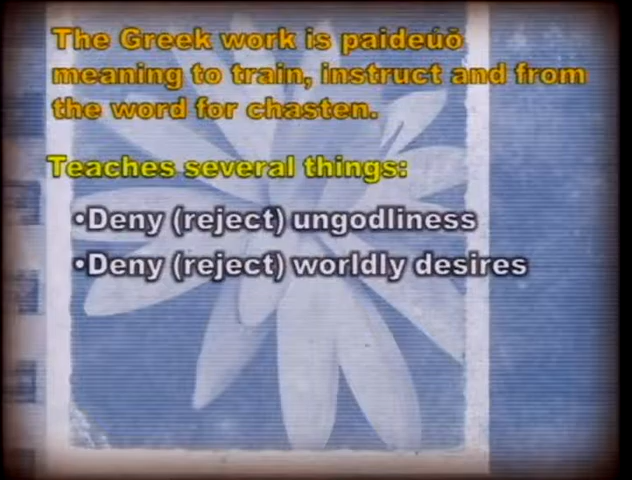 The Greek work is paideúō
meaning to train, instruct and from
the word for chasten.
Teaches several things:
•Deny (reject) ungodliness
•Deny (reject) worldly desires